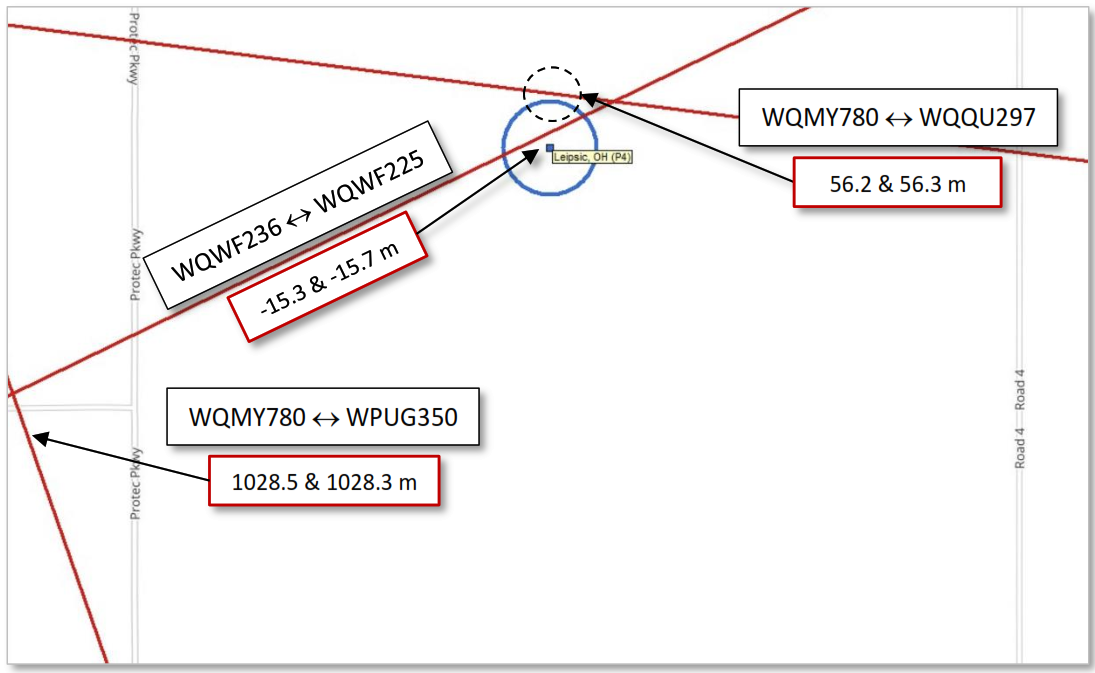 Protec Pkwy
WQMY780 ↔ WQQU297
Leipsic, OH (P4)
56.2 & 56.3 m
WQWF236 ↔ WQWF225
-15.3 & -15.7 m
Protec Pkwy
WQMY780 ↔ WPUG350
1028.5 & 1028.3 m
Protec Pkwy
Road 4
Road 4